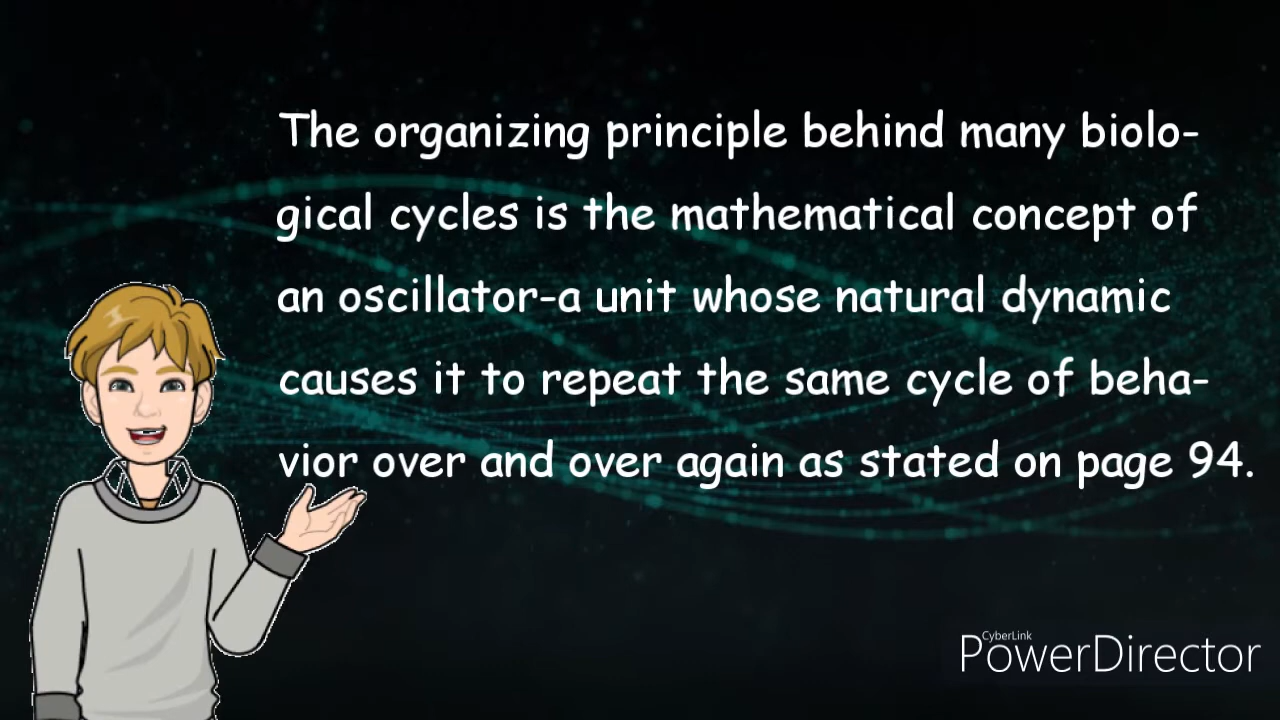 The organizing principle behind many biolo-
gical cycles is the mathematical concept of
an oscillator-a unit whose natural dynamic
causes it to repeat the same cycle of beha-
vior over and over again as stated on page 94.
CyberLink
PowerDirector